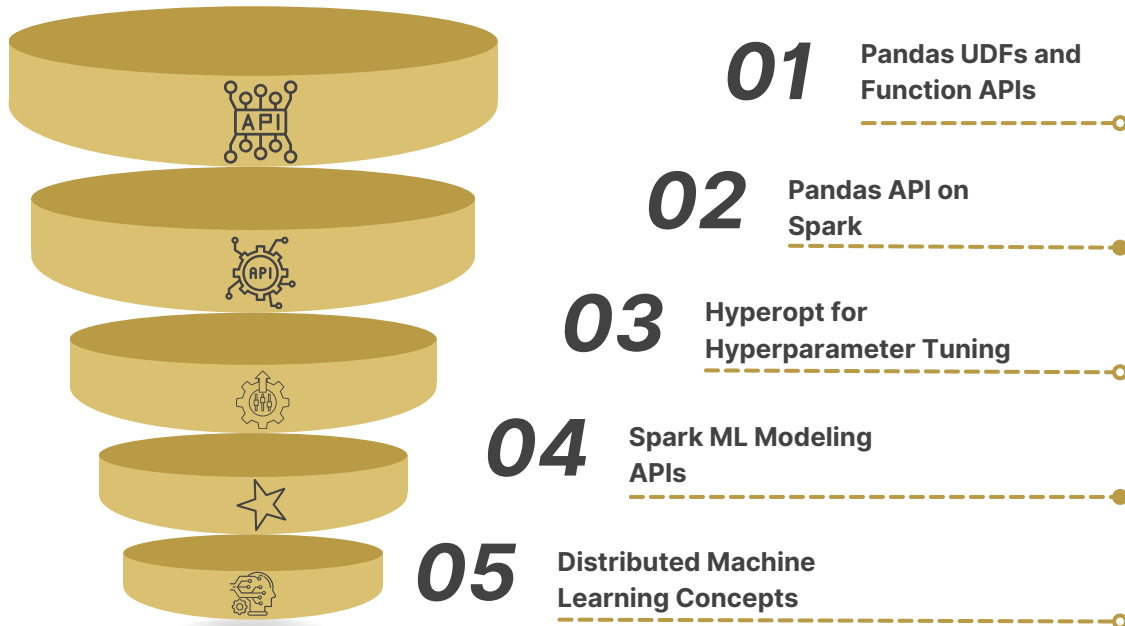 API
01
Pandas UDFs and
Function APIs
API
02
Pandas API on
Spark
03
Hyperopt for
Hyperparameter Tuning
04
Spark ML Modeling
APIs
05
Distributed Machine
Learning Concepts